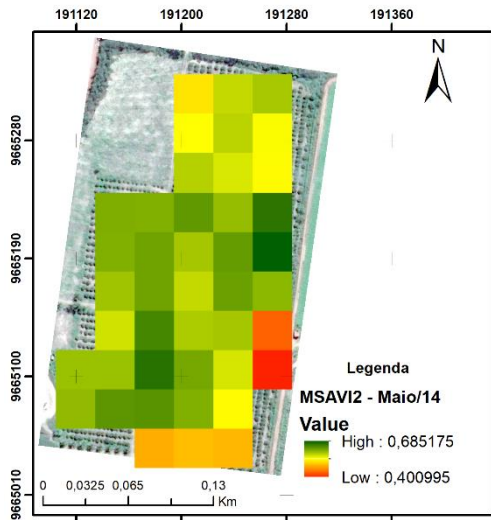 191120 191200 191280 191360
N
9665280
9665190
9665100
9665010
Legenda
MSAVI2 - Maio/14
Value
High : 0,685175
Low : 0,400995
0 0,0325 0,065 0,13
Km